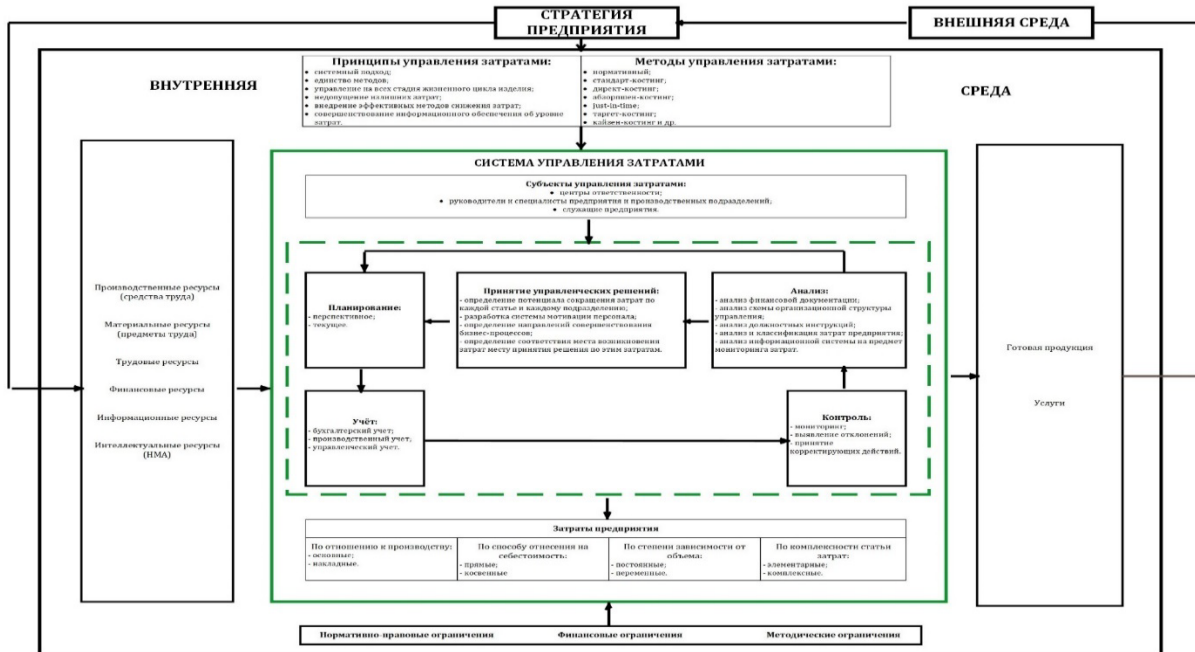 СТРАТЕГИЯ
ПРЕДПРИЯТИЯ
ВНЕШНЯЯ СРЕДА
ВНУТРЕННЯЯ
СРЕДА
Принципы управления затратами:
• системный подход;
• единство методов;
• управление на всех стадия жизненного цикла изделия;
• недопущение излишних затрат;
• внедрение эффективных методов снижения затрат;
• совершенствование информационного обеспечения об уровне
затрат.
Методы управления затратами:
• нормативный;
• стандарт-костинг;
• директ-костинг;
• абзорпшен-костинг;
• just-in-time;
• таргет-костинг;
• кайзен-костинг и др.
Производственные ресурсы
(средства труда)
Материальные ресурсы
(предметы труда)
Трудовые ресурсы
Финансовые ресурсы
Информационные ресурсы
Интеллектуальные ресурсы
(НМА)
СИСТЕМА УПРАВЛЕНИЯ ЗАТРАТАМИ
Субъекты управления затратами:
• центры ответственности;
• руководители и специалисты предприятия и производственных подразделений;
• служащие предприятия.
Планирование:
- перспективное;
- текущее.
Принятие управленческих решений:
- определение потенциала сокращения затрат по
каждой статье и каждому подразделению;
- разработка системы мотивации персонала;
- определение направлений совершенствования
бизнес-процессов;
- определение соответствия места возникновения
затрат месту принятия решения по этим затратам.
Анализ:
- анализ финансовой документации;
- анализ схемы организационной структуры
управления;
- анализ должностных инструкций;
- анализ и классификация затрат предприятия;
- анализ информационной системы на предмет
мониторинга затрат.
Учёт:
- бухгалтерский учет;
- производственный учет,
- управленческий учет.
Контроль:
- мониторинг;
- выявление отклонений;
- принятие
корректирующих действий.
Затраты предприятия
По отношению к производству:
- основные;
- накладные.
По способу отнесения на
себестоимость:
- прямые;
- косвенные
По степени зависимости от
объема:
- постоянные;
- переменные.
По комплексности статьи
затрат:
- элементарные;
- комплексные.
Готовая продукция
Услуги
Нормативно-правовые ограничения
Финансовые ограничения
Методические ограничения